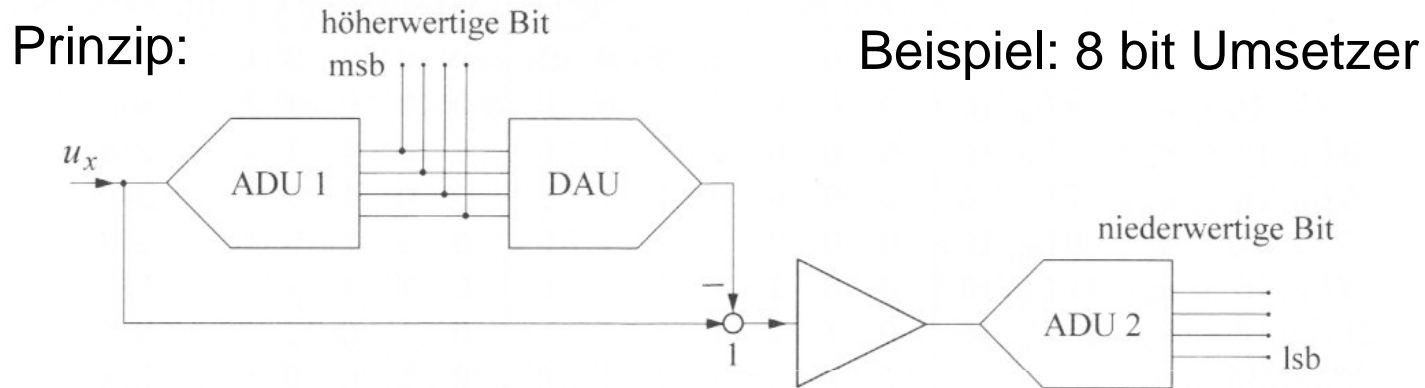 Prinzip:
höherwertige Bit
msb
Beispiel: 8 bit Umsetzer
u_x
ADU 1
DAU
niederwertige Bit
−
1
ADU 2
lsb